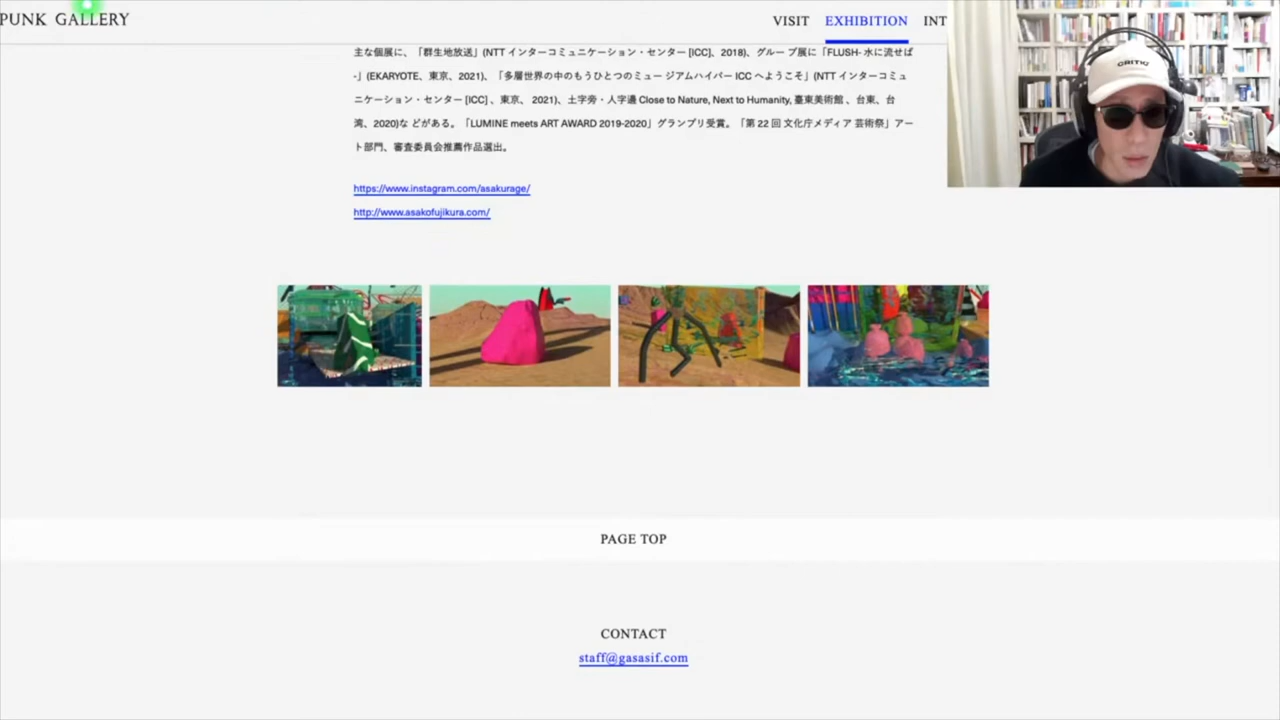 PUNK GALLERY
VISIT
EXHIBITION
INT
主な個展に、「群生地放送」(NTT インターコミュニケーション・センター [ICC]、2018)、グルー プ展に「FLUSH- 水に流せば
-」(EKARYOTE、東京、2021)、「多層世界の中のもうひとつのミュー ジアムハイパー ICC へようこそ」(NTT インターコミュ
ニケーション・センター [ICC] 、東京、 2021)、土字旁・人字邊 Close to Nature, Next to Humanity, 臺東美術館 、台東、台
湾、2020)な どがある。「LUMINE meets ART AWARD 2019-2020」グランプリ受賞。「第 22 回 文化庁メディア 芸術祭」アー
ト部門、審査委員会推薦作品選出。
https://www.instagram.com/asakurage/
http://www.asakofujikura.com/
CRITIC
PAGE TOP
CONTACT
staff@gasasif.com